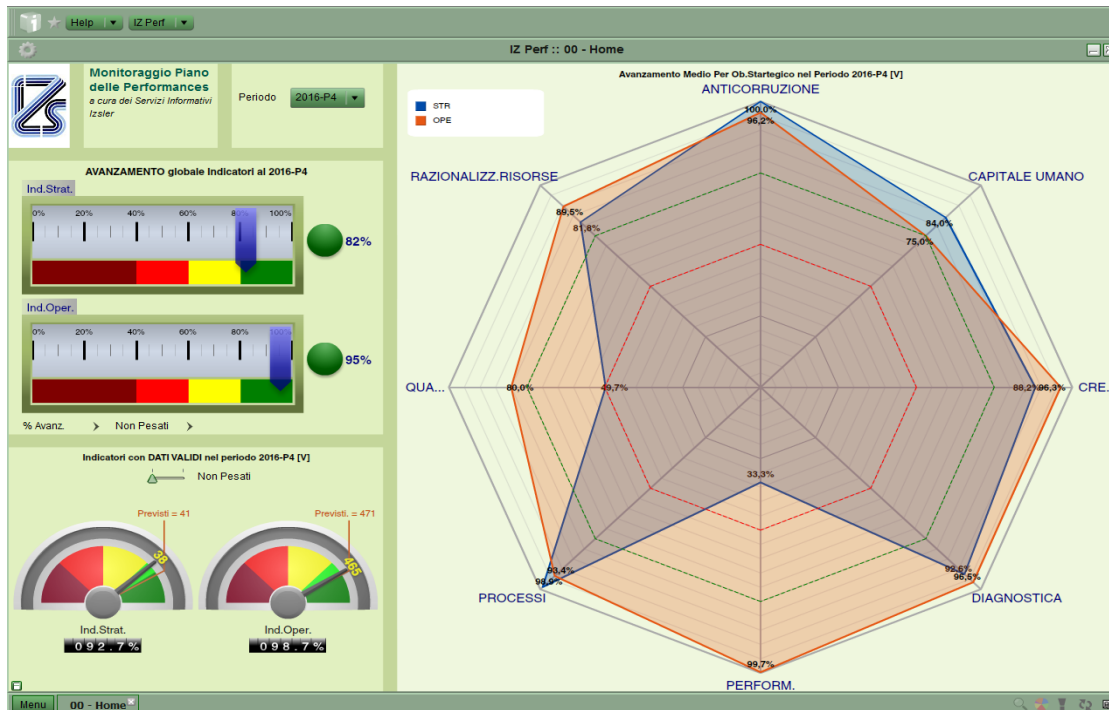 Help
IZ Perf
IZ Perf :: 00 - Home
IZS
Monitoraggio Piano
delle Performances
a cura dei Servizi Informativi
Izsler
Periodo
2016-P4
AVANZAMENTO globale Indicatori al 2016-P4
Ind.Strat.
0% 20% 40% 60% 80% 100%
82%
Ind.Oper.
0% 20% 40% 60% 80% 100%
95%
% Avanz. Non Pesati
Indicatori con DATI VALIDI nel periodo 2016-P4 [V]
Non Pesati
Previsti = 41
38
Ind.Strat.
092.7%
Previsti. = 471
465
Ind.Oper.
098.7%
Avanzamento Medio Per Ob.Startegico nel Periodo 2016-P4 [V]
STR
OPE
ANTICORRUZIONE
100,0%
96,2%
RAZIONALIZZ.RISORSE
89,5%
81,8%
CAPITALE UMANO
84,0%
75,0%
QUA...
80,0%
49,7%
88,2%
96,3%
CRE.
33,3%
93,4%
98,9%
PROCESSI
92,6%
96,5%
DIAGNOSTICA
99,7%
PERFORM.
Menu
00 - Home